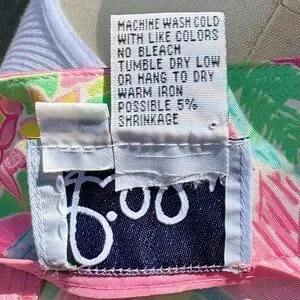 MACHINE WASH COLD
WITH LIKE COLORS
NO BLEACH
TUMBLE DRY LOW
OR HANG TO DRY
WARM IRON
POSSIBLE 5%
SHRINKAGE